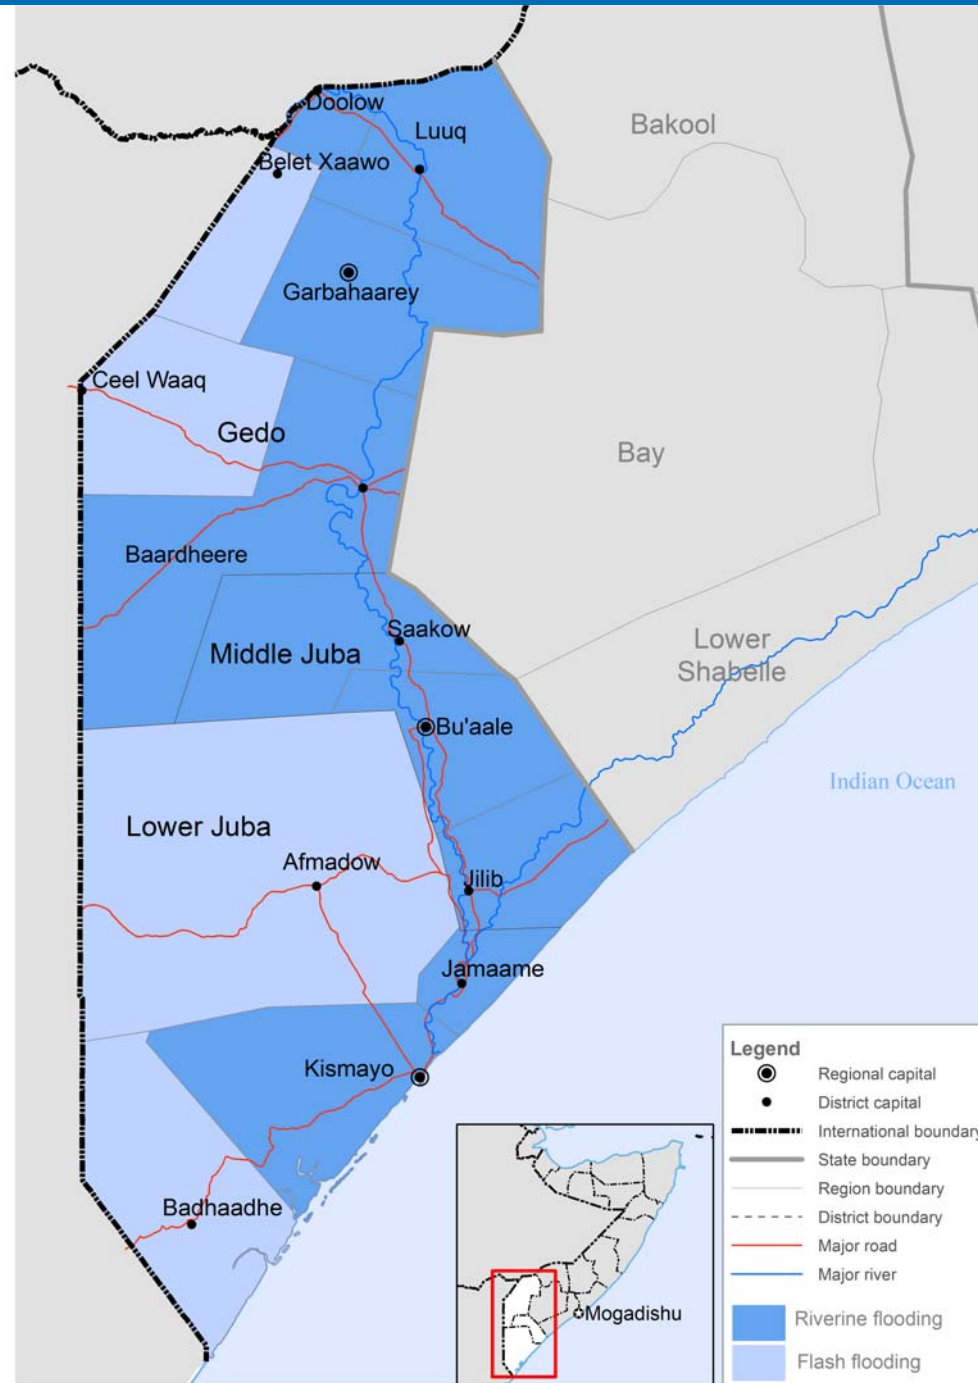 Doolow
Luuq
Bakool
Belet Xaawo
Garbahaarey
Ceel Waaq
Gedo
Bay
Baardheere
Saakow
Middle Juba
Lower
Shabelle
Bu'aale
Indian Ocean
Lower Juba
Afmadow
Jilib
Jamaame
Kismayo
Badhaadhe
Legend
Regional capital
District capital
International boundary
State boundary
Region boundary
District boundary
Major road
Major river
Riverine flooding
Flash flooding
Mogadishu